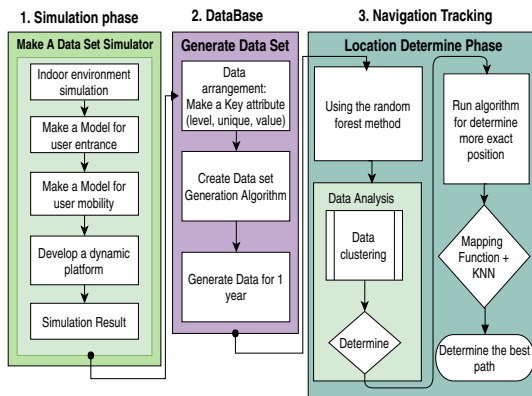 1. Simulation phase
Make A Data Set Simulator
Indoor environment
simulation
Make a Model for
user entrance
Make a Model for
user mobility
Develop a dynamic
platform
Simulation Result
2. DataBase
Generate Data Set
Data
arrangement:
Make a Key attribute
(level, unique, value)
Create Data set
Generation Algorithm
Generate Data for 1
year
3. Navigation Tracking
Location Determine Phase
Using the random
forest method
Data Analysis
Data
clustering
Determine
Run algorithm
for determine
more exact
position
Mapping
Function +
KNN
Determine the best
path